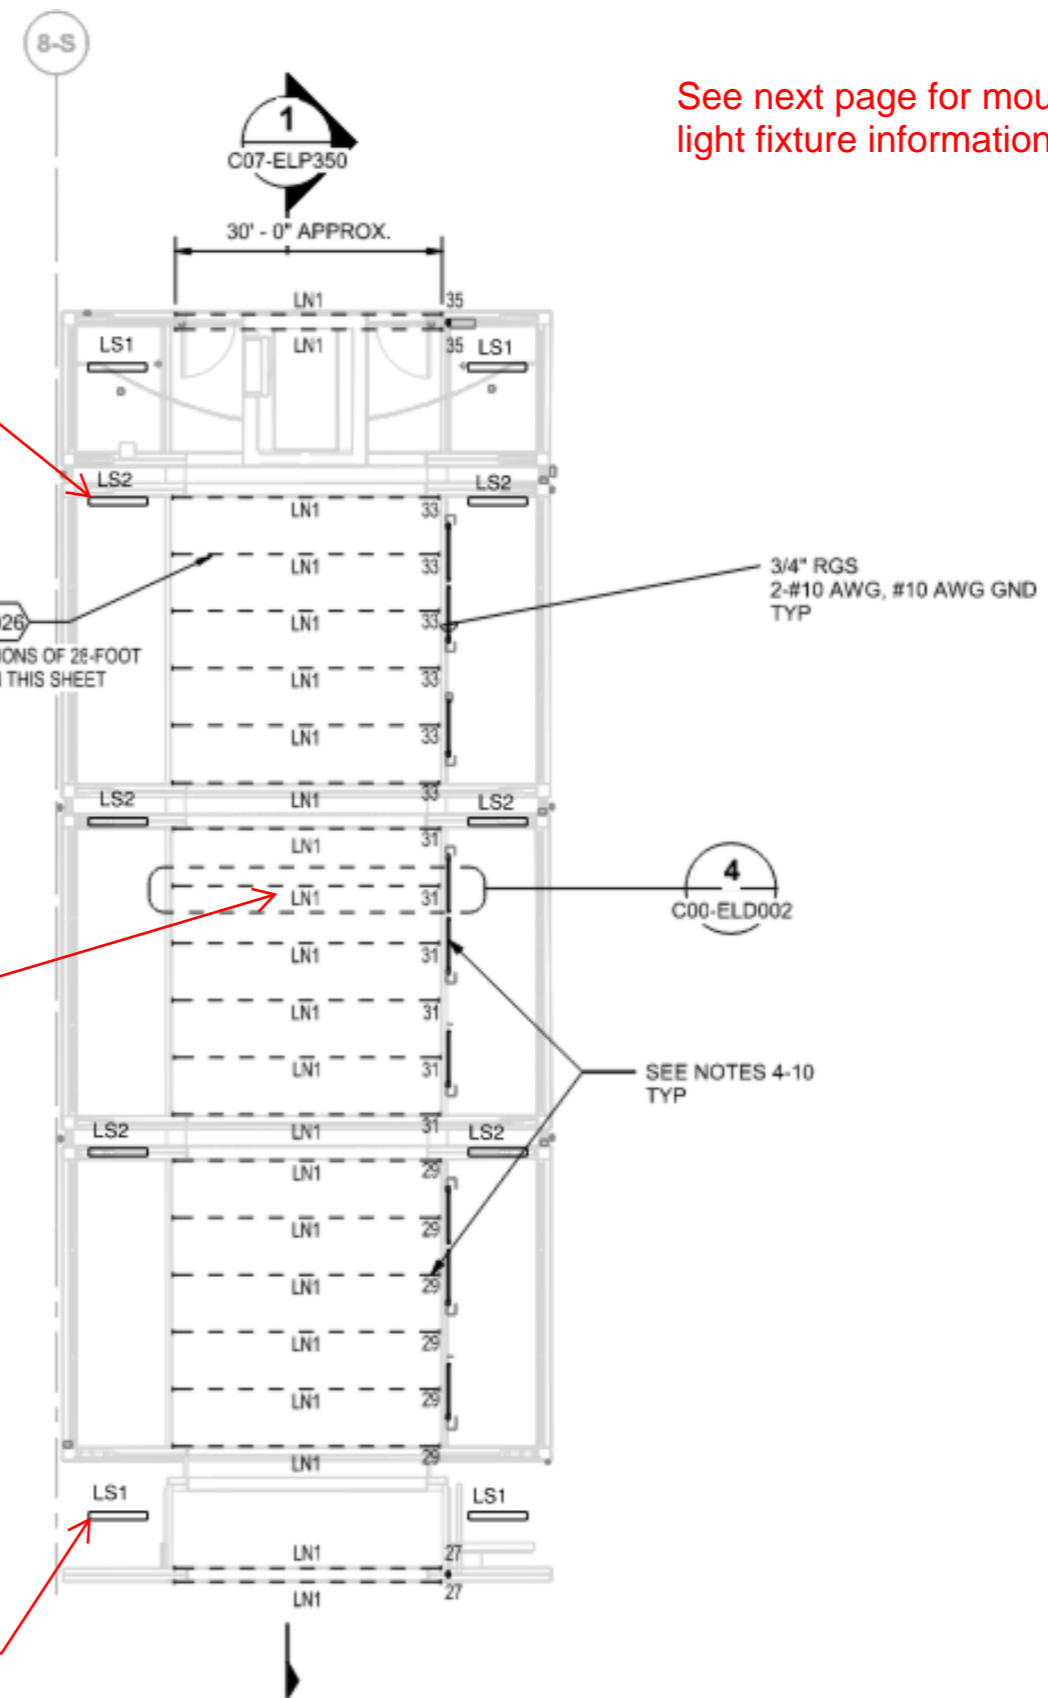 8-S
See next page for mou
light fixture information
1
C07-ELP350
30' - 0" APPROX.
LN1 35
LS1 LN1 35 LS1
LS2 LS2
LN1 33
LN1 33
3/4" RGS
2-#10 AWG, #10 AWG GND
TYP
026
LN1 33
IONS OF 28-FOOT
THIS SHEET
LN1 33
LN1 33
33
LS2 LN1 LS2
LN1 31
4
C00-ELD002
LN1 31
LN1 31
LN1 31
LN1 31
SEE NOTES 4-10
TYP
31
LS2 LN1 LS2
LN1 29
LN1 29
LN1 29
LN1 29
LN1 29
LN1 29
LS1 LS1
LN1 27
LN1 27